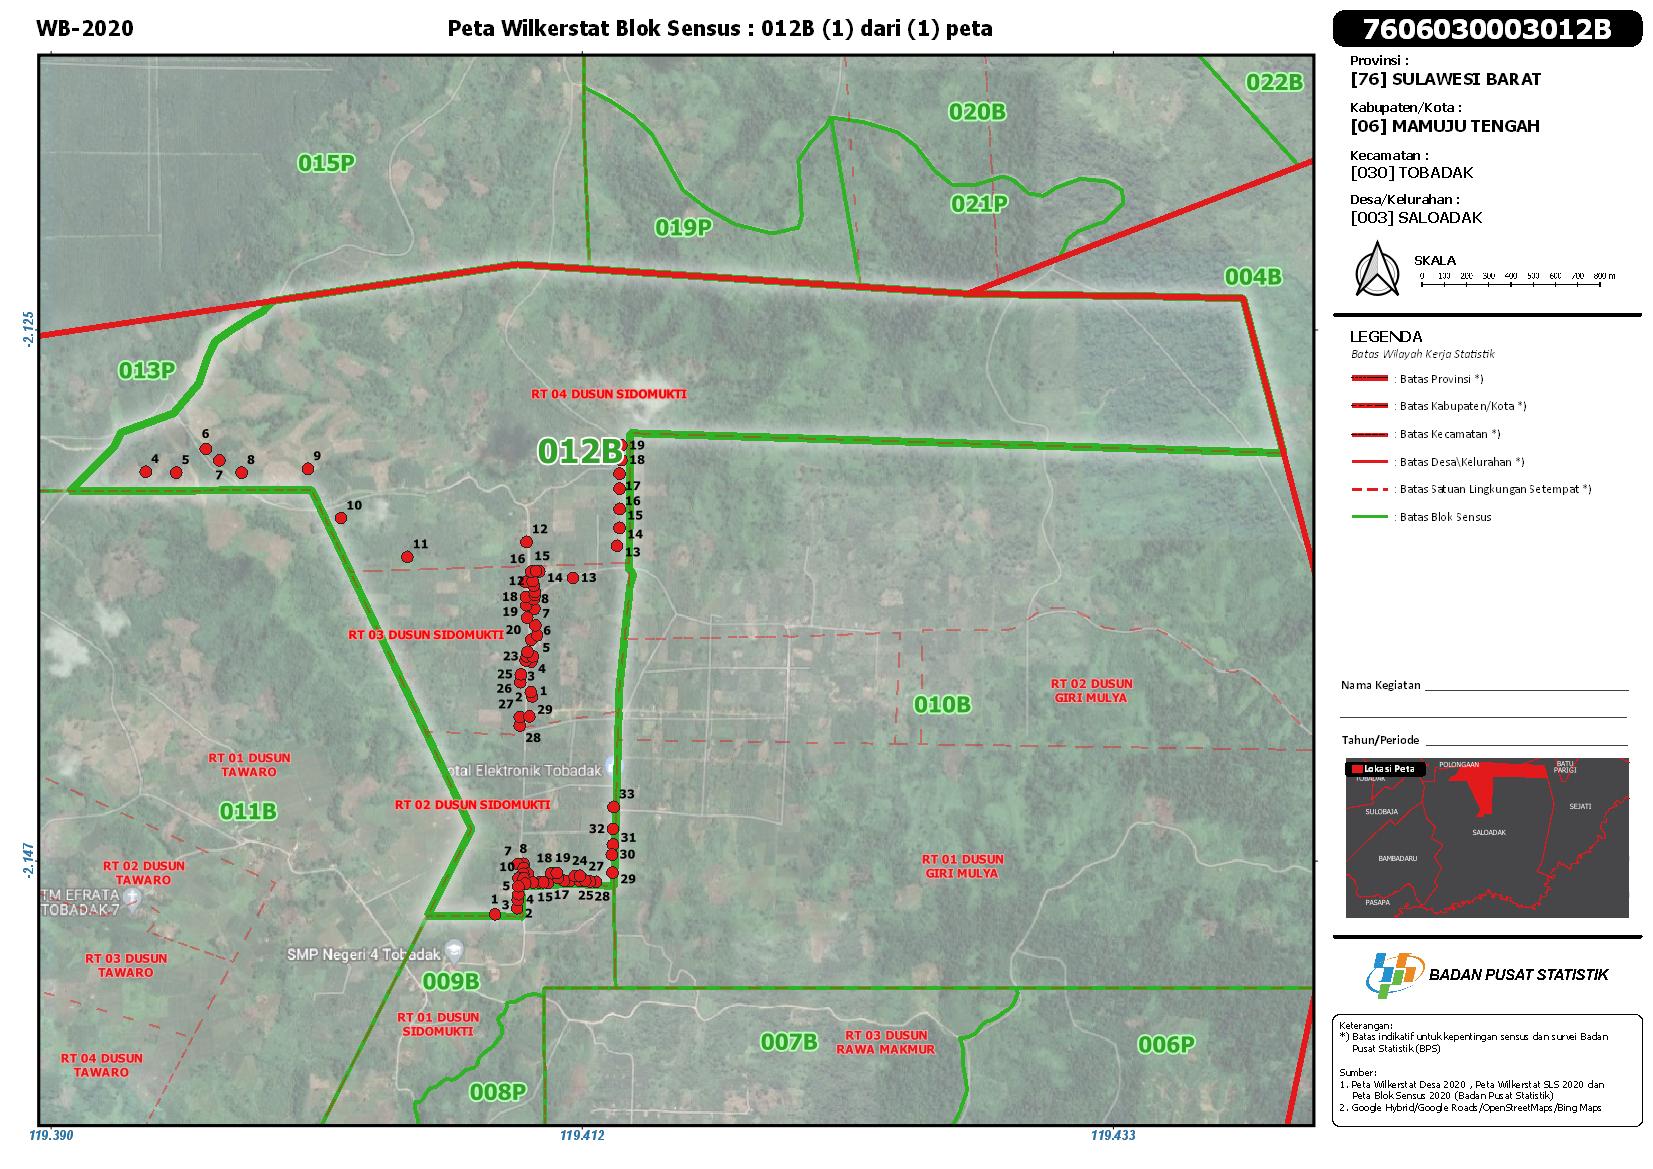 WB-2020
Peta Wilkerstat Blok Sensus : 012B (1) dari (1) peta
7606030003012B
Provinsi :
[76] SULAWESI BARAT
Kabupaten/Kota :
[06] MAMUJU TENGAH
Kecamatan :
[030] TOBADAK
Desa/Kelurahan :
[003] SALOADAK
SKALA
0 100 200 300 400 500 600 700 800 m
LEGENDA
Batas Wilayah Kerja Statistik
: Batas Provinsi *)
: Batas Kabupaten/Kota *)
: Batas Kecamatan *)
: Batas Desa\Kelurahan *)
: Batas Satuan Lingkungan Setempat *)
: Batas Blok Sensus
Nama Kegiatan
Tahun/Periode
Lokasi Peta
POLONGAAN
BATU
PARIGI
TOBADAK
SULOBAJA
SEJATI
SALOADAK
BAMBADARU
PASAPA
BADAN PUSAT STATISTIK
Keterangan:
*) Batas indikatif untuk kepentingan sensus dan survei Badan
Pusat Statistik (BPS)
Sumber:
1. Peta Wilkerstat Desa 2020 , Peta Wilkerstat SLS 2020 dan
Peta Blok Sensus 2020 (Badan Pusat Statistik)
2. Google Hybrid/Google Roads/OpenStreetMaps/Bing Maps
022B
020B
015P
021P
019P
004B
-2.125
013P
RT 04 DUSUN SIDOMUKTI
012B
6
4
5
7
8
9
10
11
12
19
18
17
16
15
14
13
16
15
14
13
12
18
8
19
7
20
6
5
23
4
25
3
26
2
1
27
29
28
RT 03 DUSUN SIDOMUKTI
RT 02 DUSUN
GIRI MULYA
010B
RT 01 DUSUN
TAWARO
otal Elektronik Tobadak
RT 02 DUSUN SIDOMUKTI
011B
33
32
31
30
29
7
8
10
18
19
24
27
5
4
15
17
25
28
1
3
2
-2.147
RT 02 DUSUN
TAWARO
RT 01 DUSUN
GIRI MULYA
TM EFRATA
TOBADAK 7
RT 03 DUSUN
TAWARO
SMP Negeri 4 Tobadak
009B
RT 01 DUSUN
SIDOMUKTI
007B
RT 03 DUSUN
RAWA MAKMUR
006P
RT 04 DUSUN
TAWARO
008P
119.390
119.412
119.433